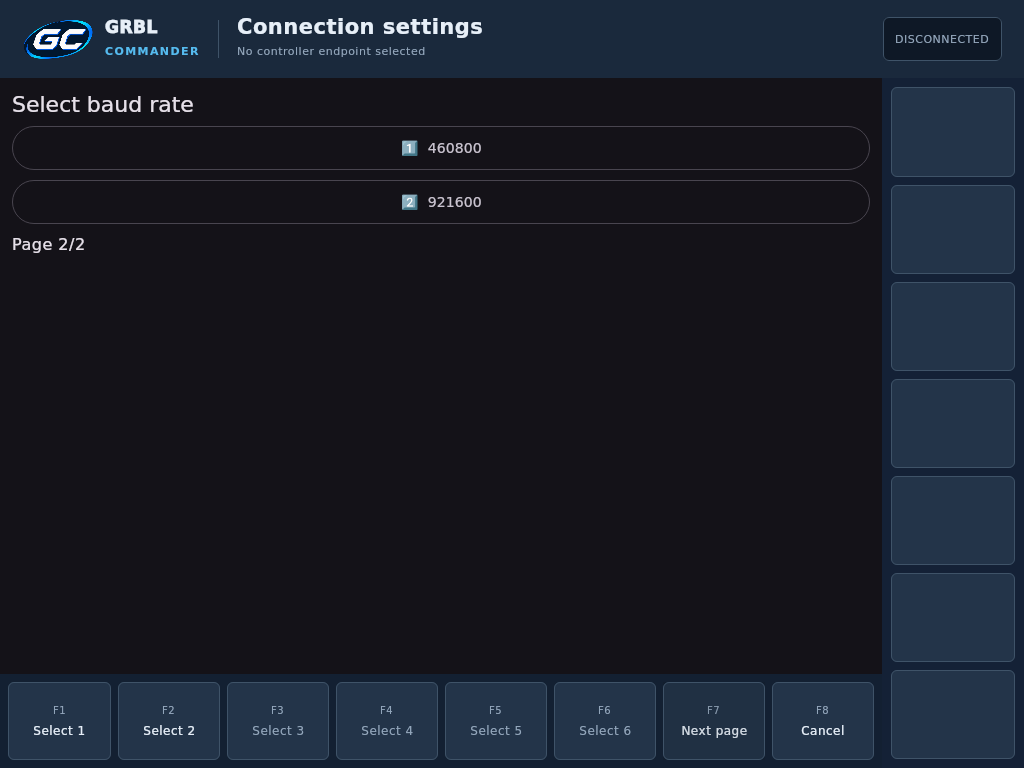 GC
GRBL
COMMANDER
Connection settings
No controller endpoint selected
DISCONNECTED
Select baud rate
1 460800
2 921600
Page 2/2
F1
Select 1
F2
Select 2
F3
Select 3
F4
Select 4
F5
Select 5
F6
Select 6
F7
Next page
F8
Cancel